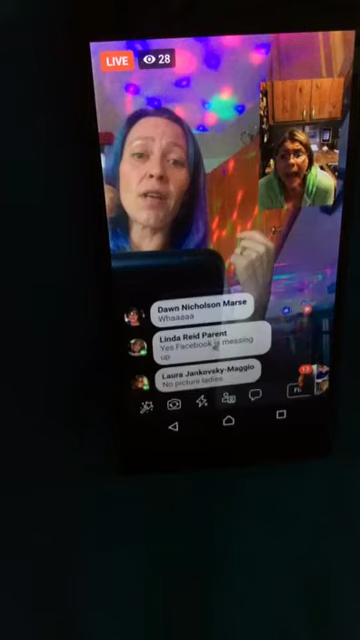 LIVE 28
Dawn Nicholson Marse
Whaaaaa
Linda Reid Parent
Yes Facebook is messing
up
Laura Jankovsky-Maggio
No picture ladies